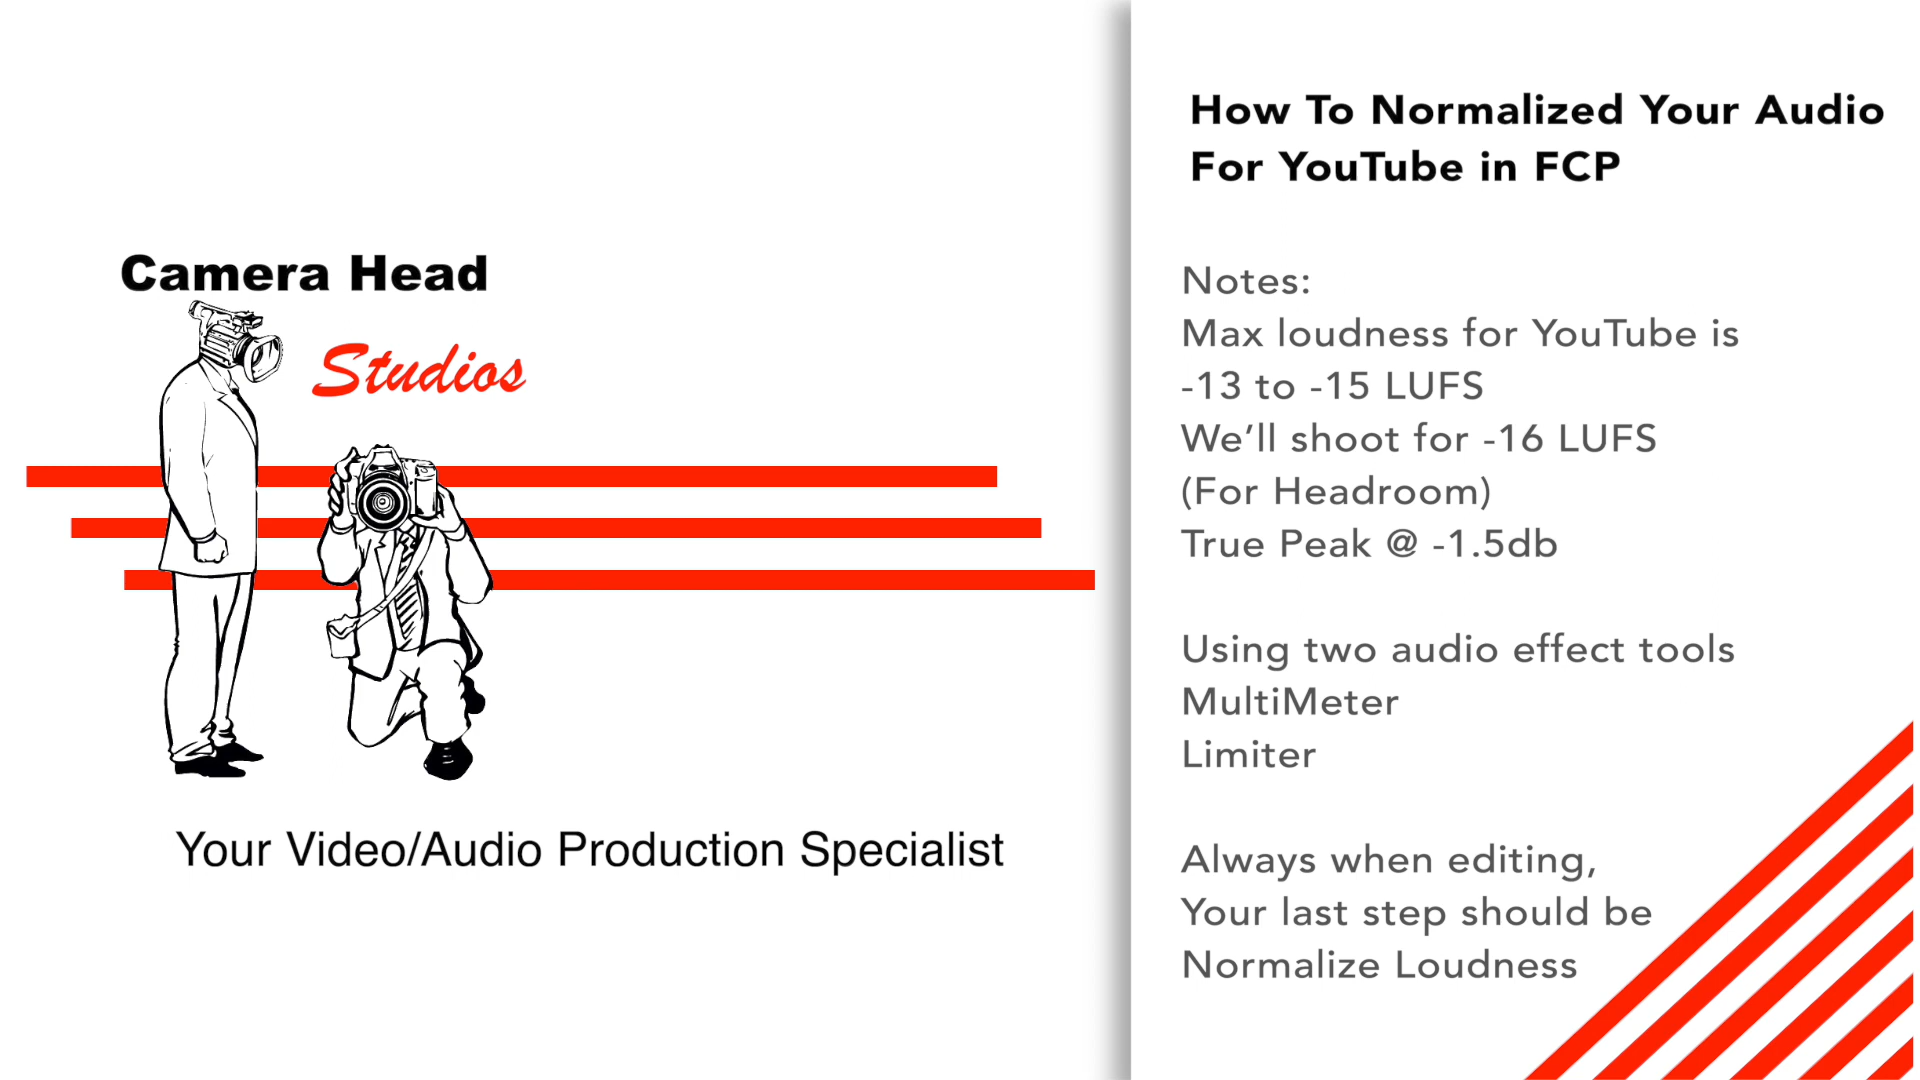 Camera Head
Studios
Your Video/Audio Production Specialist
How To Normalized Your Audio
For YouTube in FCP
Notes:
Max loudness for YouTube is
-13 to -15 LUFS
We’ll shoot for -16 LUFS
(For Headroom)
True Peak @ -1.5db
Using two audio effect tools
MultiMeter
Limiter
Always when editing,
Your last step should be
Normalize Loudness